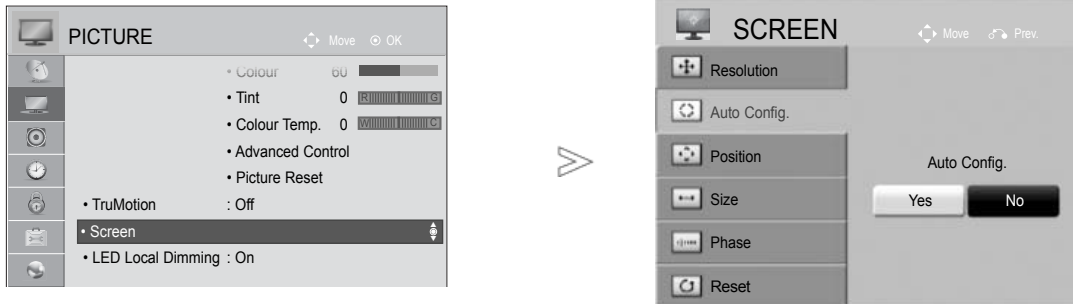 PICTURE
Move OK
• Colour 60
• Tint 0 R G
• Colour Temp. 0 W C
• Advanced Control
• Picture Reset
• TruMotion : Off
• Screen
• LED Local Dimming : On
SCREEN
Move Prev.
Resolution
Auto Config.
Position
Size
Phase
Reset
Auto Config.
Yes No